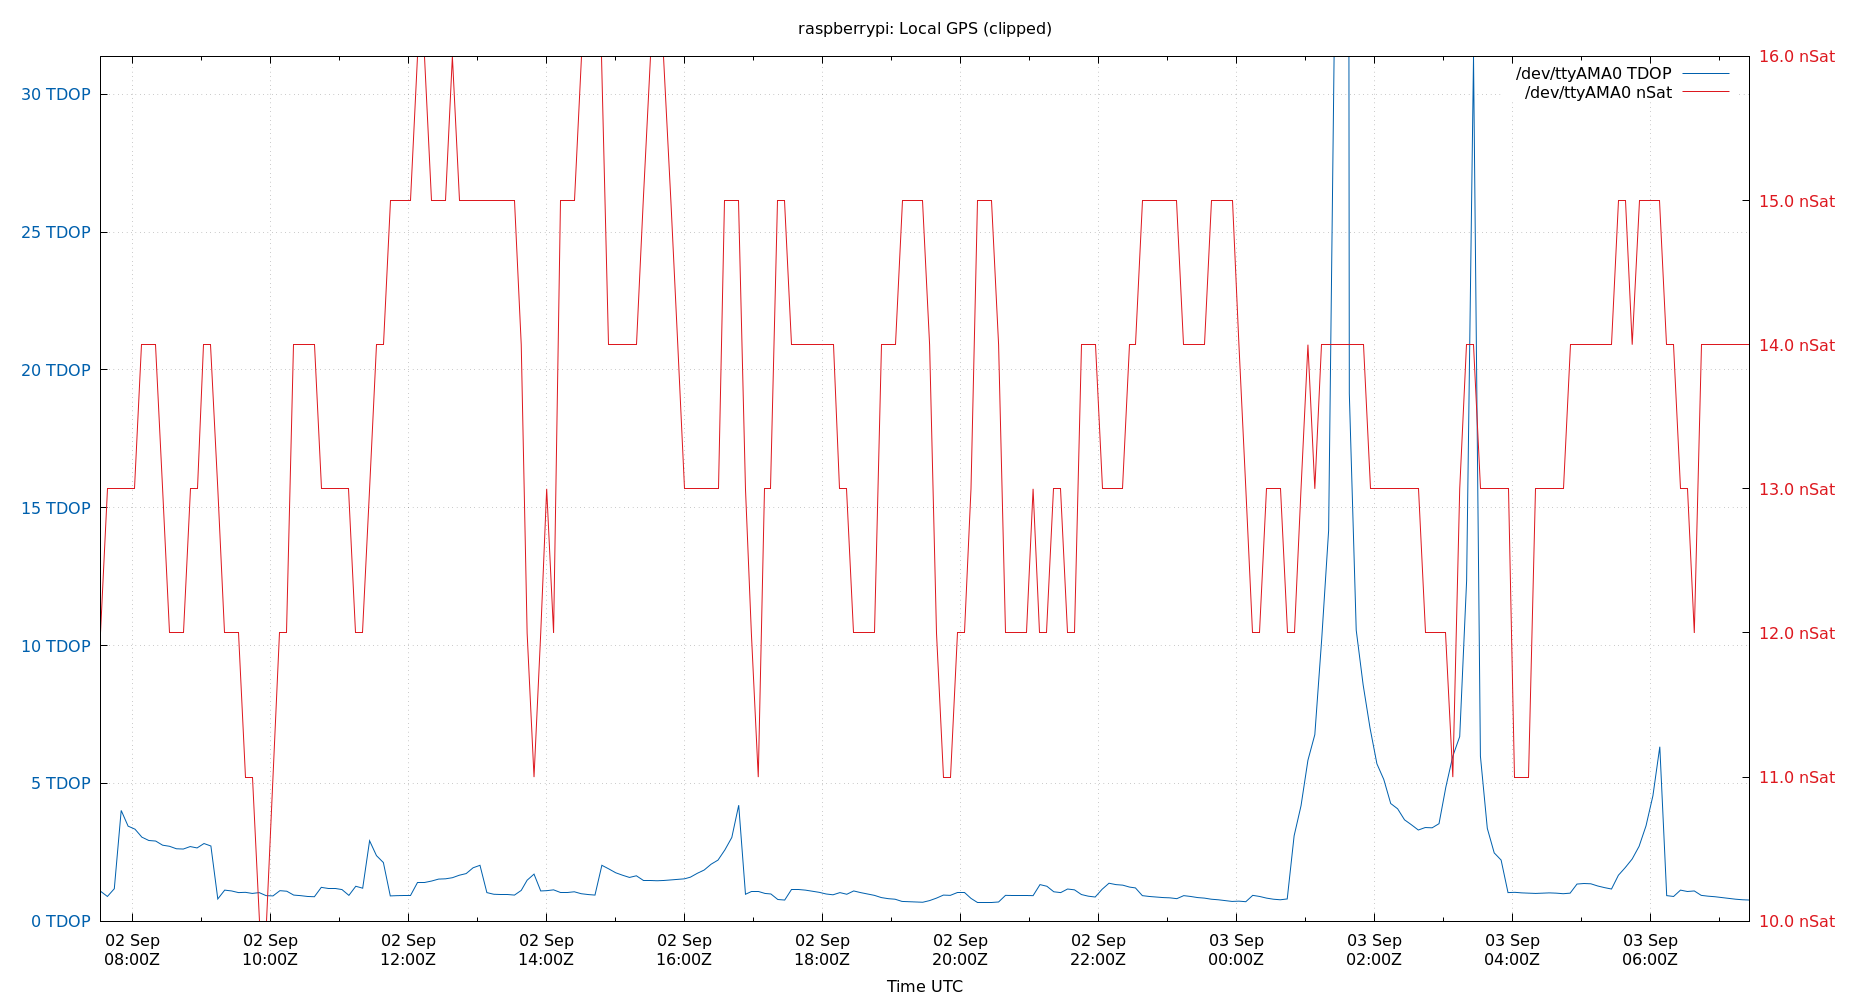 raspberrypi: Local GPS (clipped)
/dev/ttyAMA0 TDOP
/dev/ttyAMA0 nSat
30 TDOP
25 TDOP
20 TDOP
15 TDOP
10 TDOP
5 TDOP
0 TDOP
16.0 nSat
15.0 nSat
14.0 nSat
13.0 nSat
12.0 nSat
11.0 nSat
10.0 nSat
02 Sep
08:00Z
02 Sep
10:00Z
02 Sep
12:00Z
02 Sep
14:00Z
02 Sep
16:00Z
02 Sep
18:00Z
02 Sep
20:00Z
02 Sep
22:00Z
03 Sep
00:00Z
03 Sep
02:00Z
03 Sep
04:00Z
03 Sep
06:00Z
Time UTC